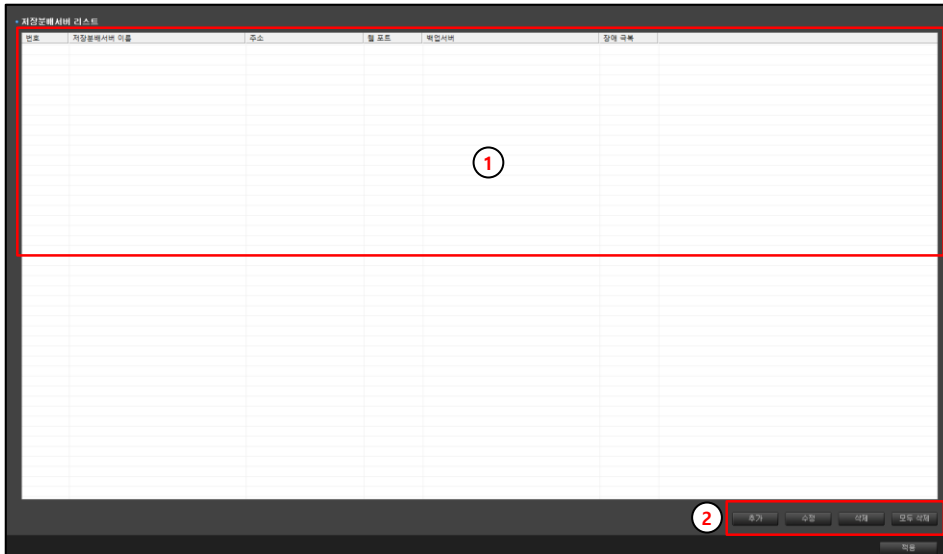 저장분배서버 리스트
번호 저장분배서버 이름 주소 웹 포트 백업서버 장애 극복
1
2 추가 수정 삭제 모두 삭제
적용